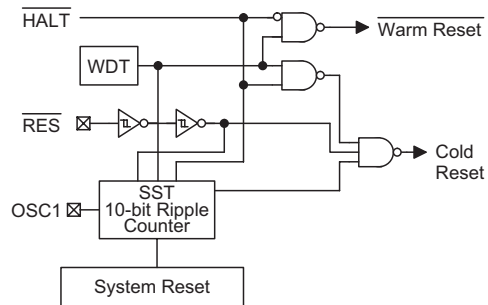 HALT
Warm Reset
WDT
RES
Cold
Reset
SST
10-bit Ripple
Counter
OSC1
System Reset